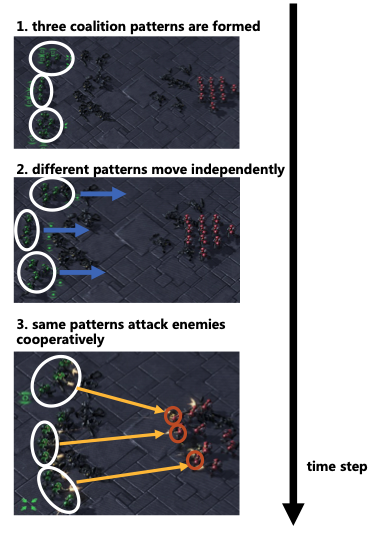 1. three coalition patterns are formed
2. different patterns move independently
3. same patterns attack enemies
cooperatively
time step